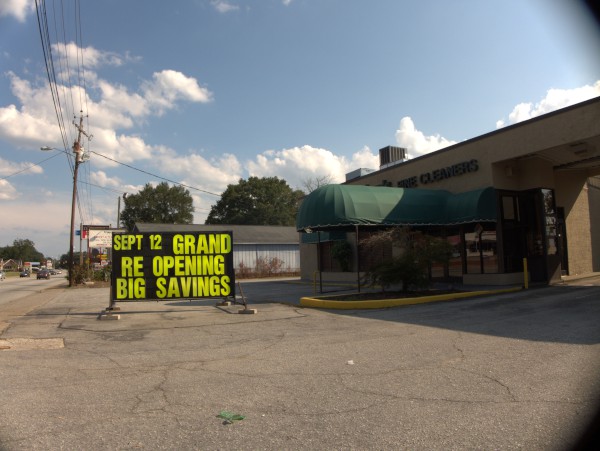 SEPT 12 GRAND
RE OPENING
BIG SAVINGS
CLEANERS